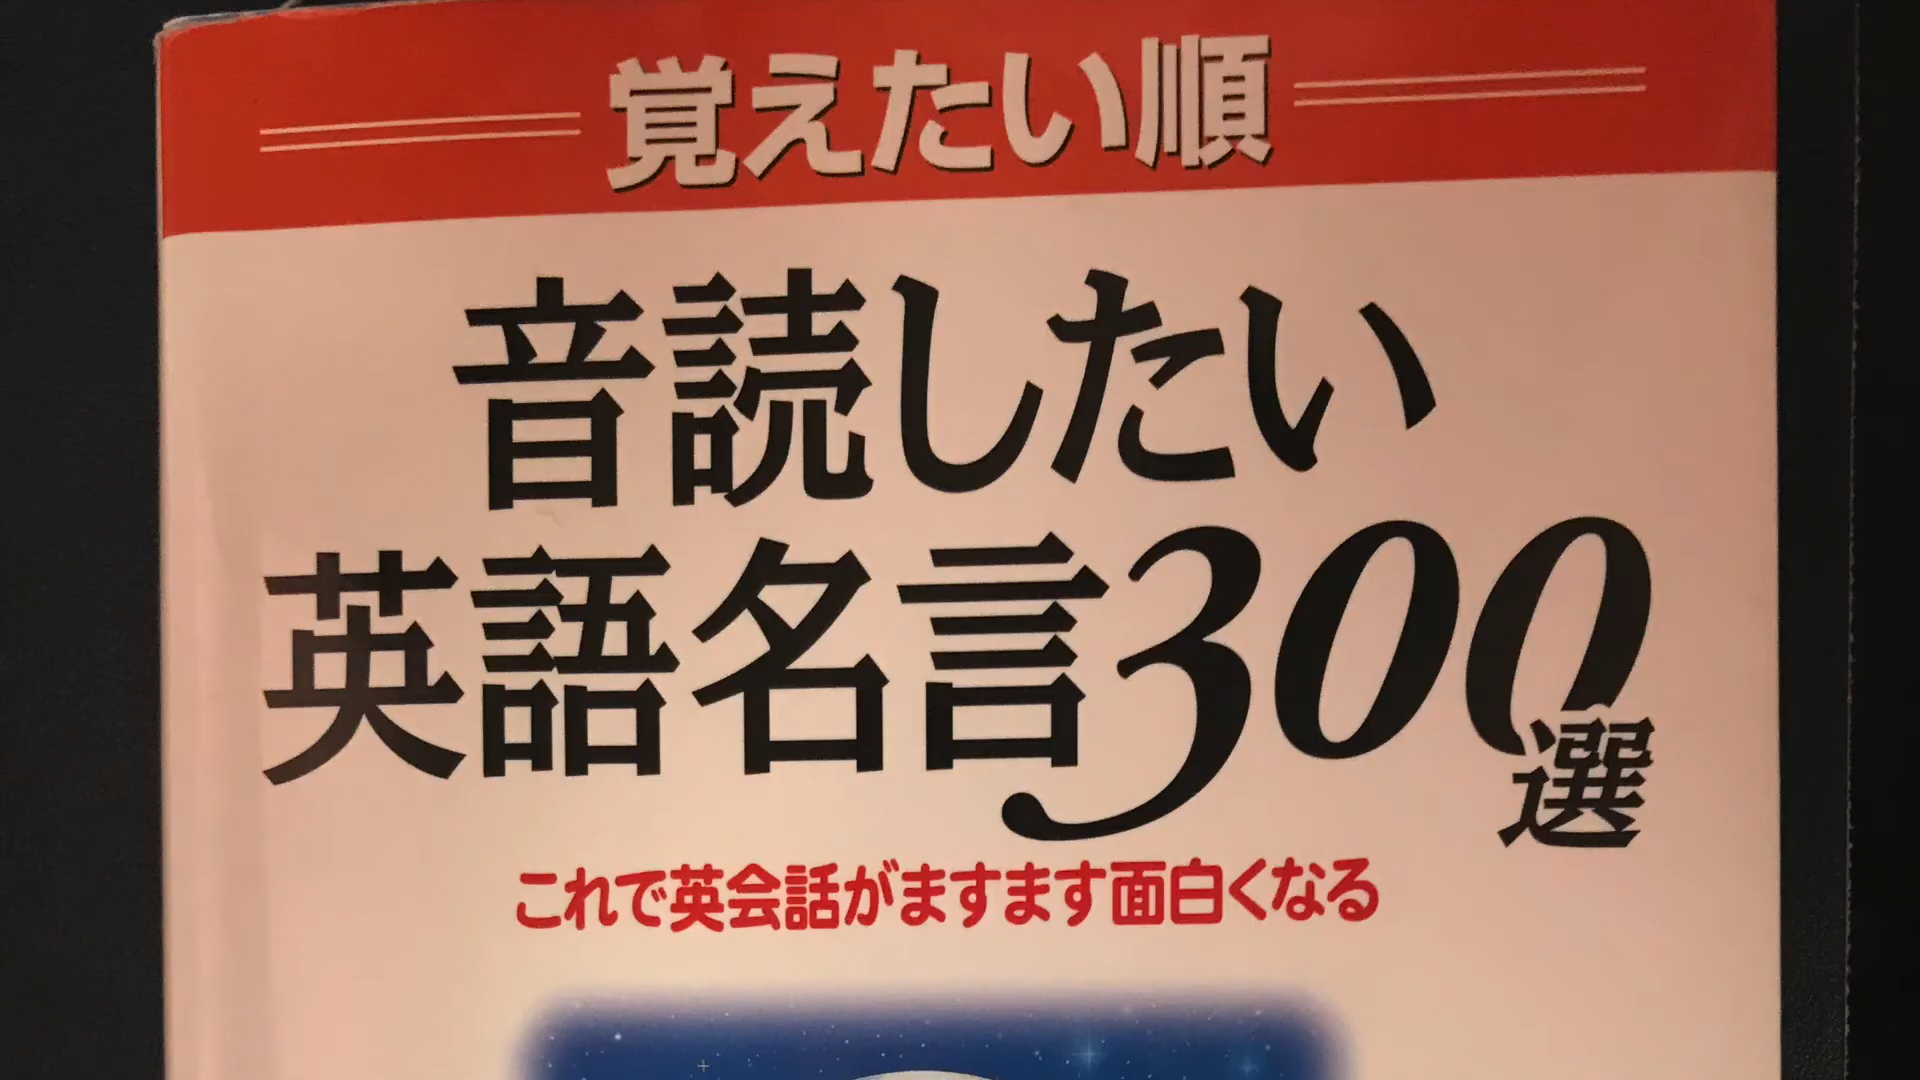 覚えたい順
音読したい
英語名言300選
これで英会話がますます面白くなる